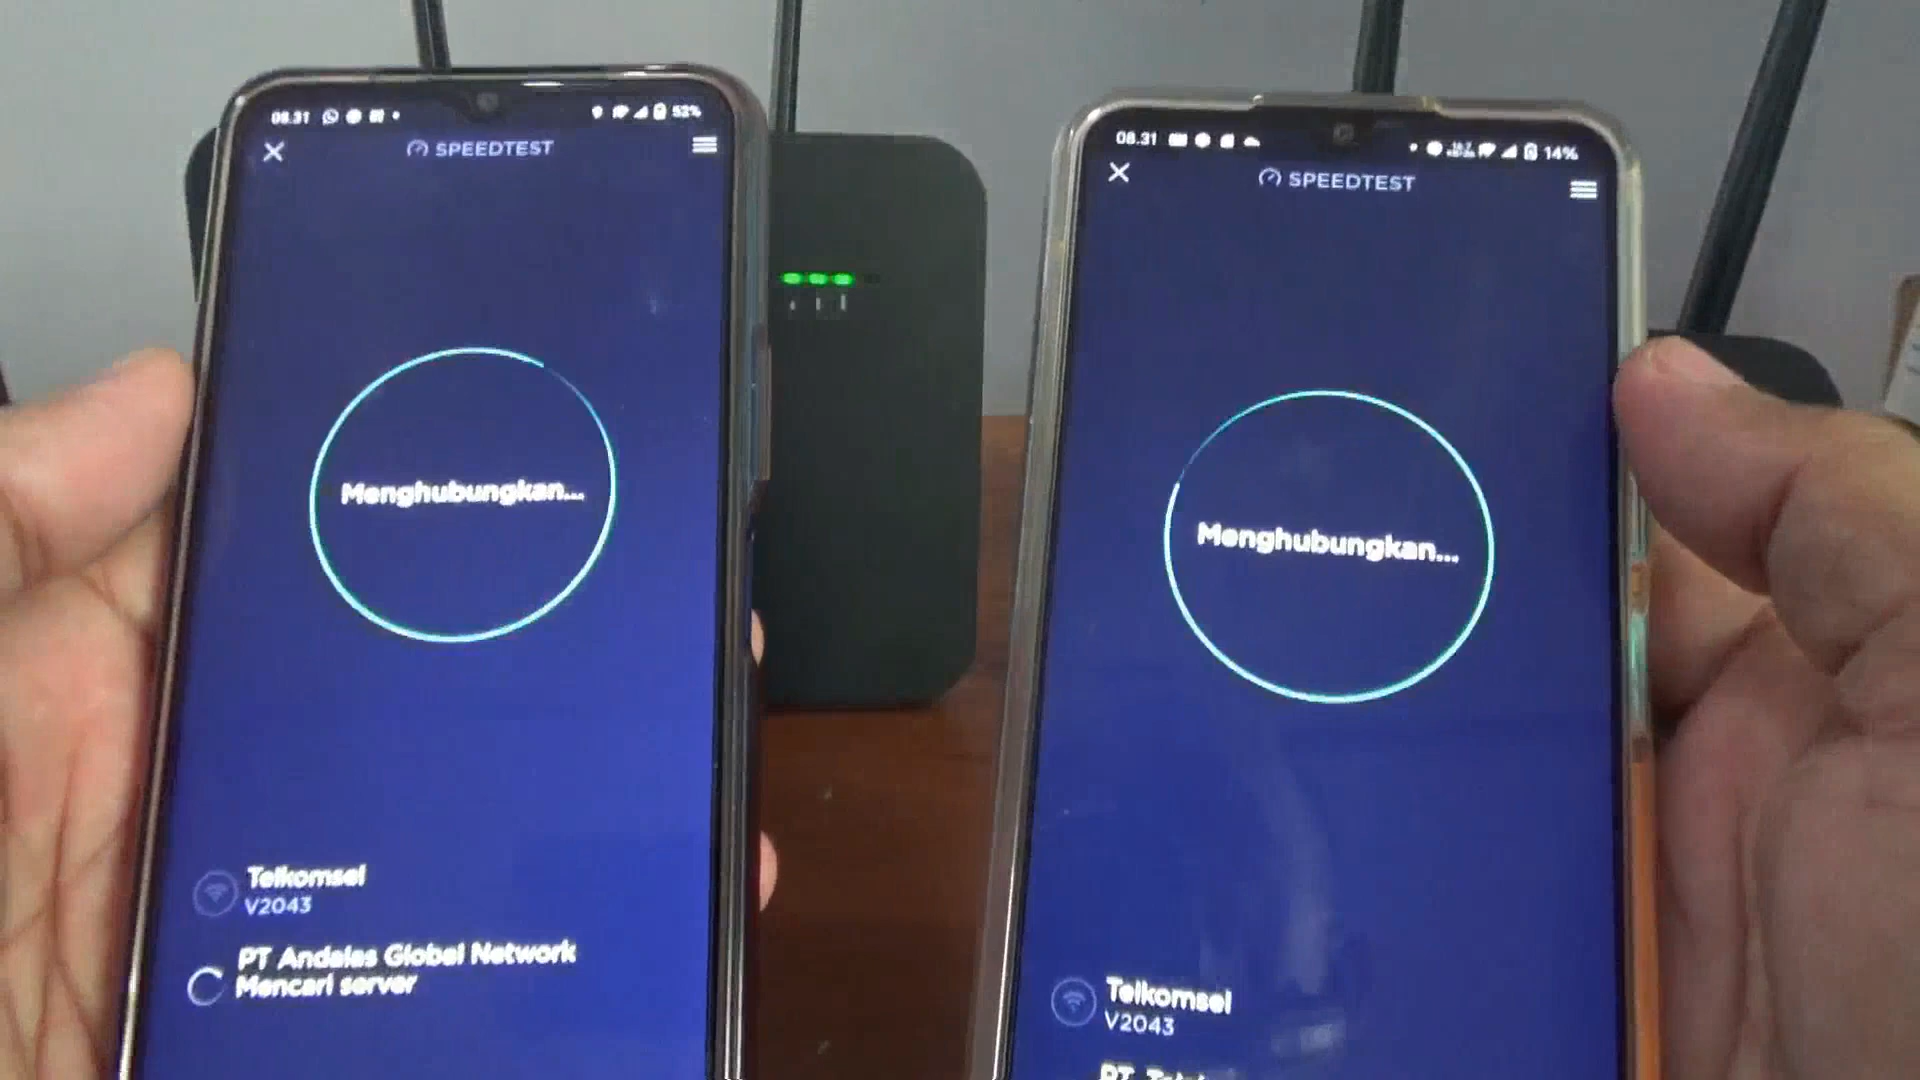 08.31
52%
SPEEDTEST
Menghubungkan...
Telkomsel
V2043
PT Andalas Global Network
Mencari server
08.31
14%
SPEEDTEST
Menghubungkan...
Telkomsel
V2043
PT.